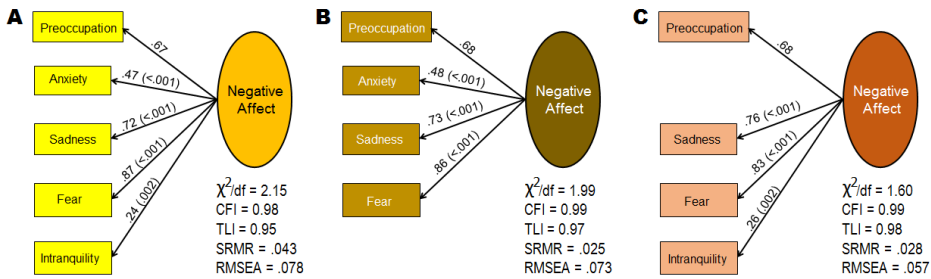 A
Preoccupation
Anxiety
Sadness
Fear
Intranquility
.67
.47 (<.001)
.72 (<.001)
.87 (<.001)
.24 (.002)
Negative
Affect
χ²/df = 2.15
CFI = 0.98
TLI = 0.95
SRMR = .043
RMSEA = .078
B
Preoccupation
Anxiety
Sadness
Fear
.68
.48 (<.001)
.73 (<.001)
.86 (<.001)
Negative
Affect
χ²/df = 1.99
CFI = 0.99
TLI = 0.97
SRMR = .025
RMSEA = .073
C
Preoccupation
Sadness
Fear
Intranquility
.68
.76 (<.001)
.83 (<.001)
.26 (.002)
Negative
Affect
χ²/df = 1.60
CFI = 0.99
TLI = 0.98
SRMR = .028
RMSEA = .057